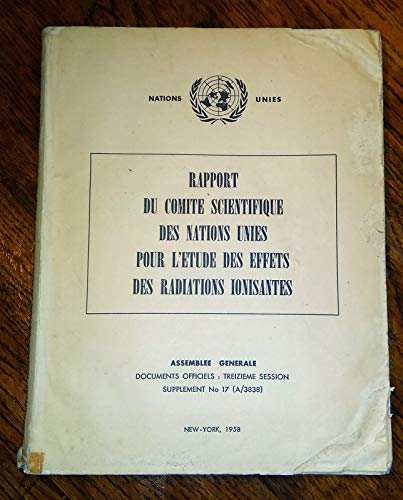 NATIONS UNIES
RAPPORT
DU COMITE SCIENTIFIQUE
DES NATIONS UNIES
POUR L'ETUDE DES EFFETS
DES RADIATIONS IONISANTES
ASSEMBLEE GENERALE
DOCUMENTS OFFICIELS : TREIZIEME SESSION
SUPPLEMENT No 17 (A/3838)
NEW-YORK, 1958